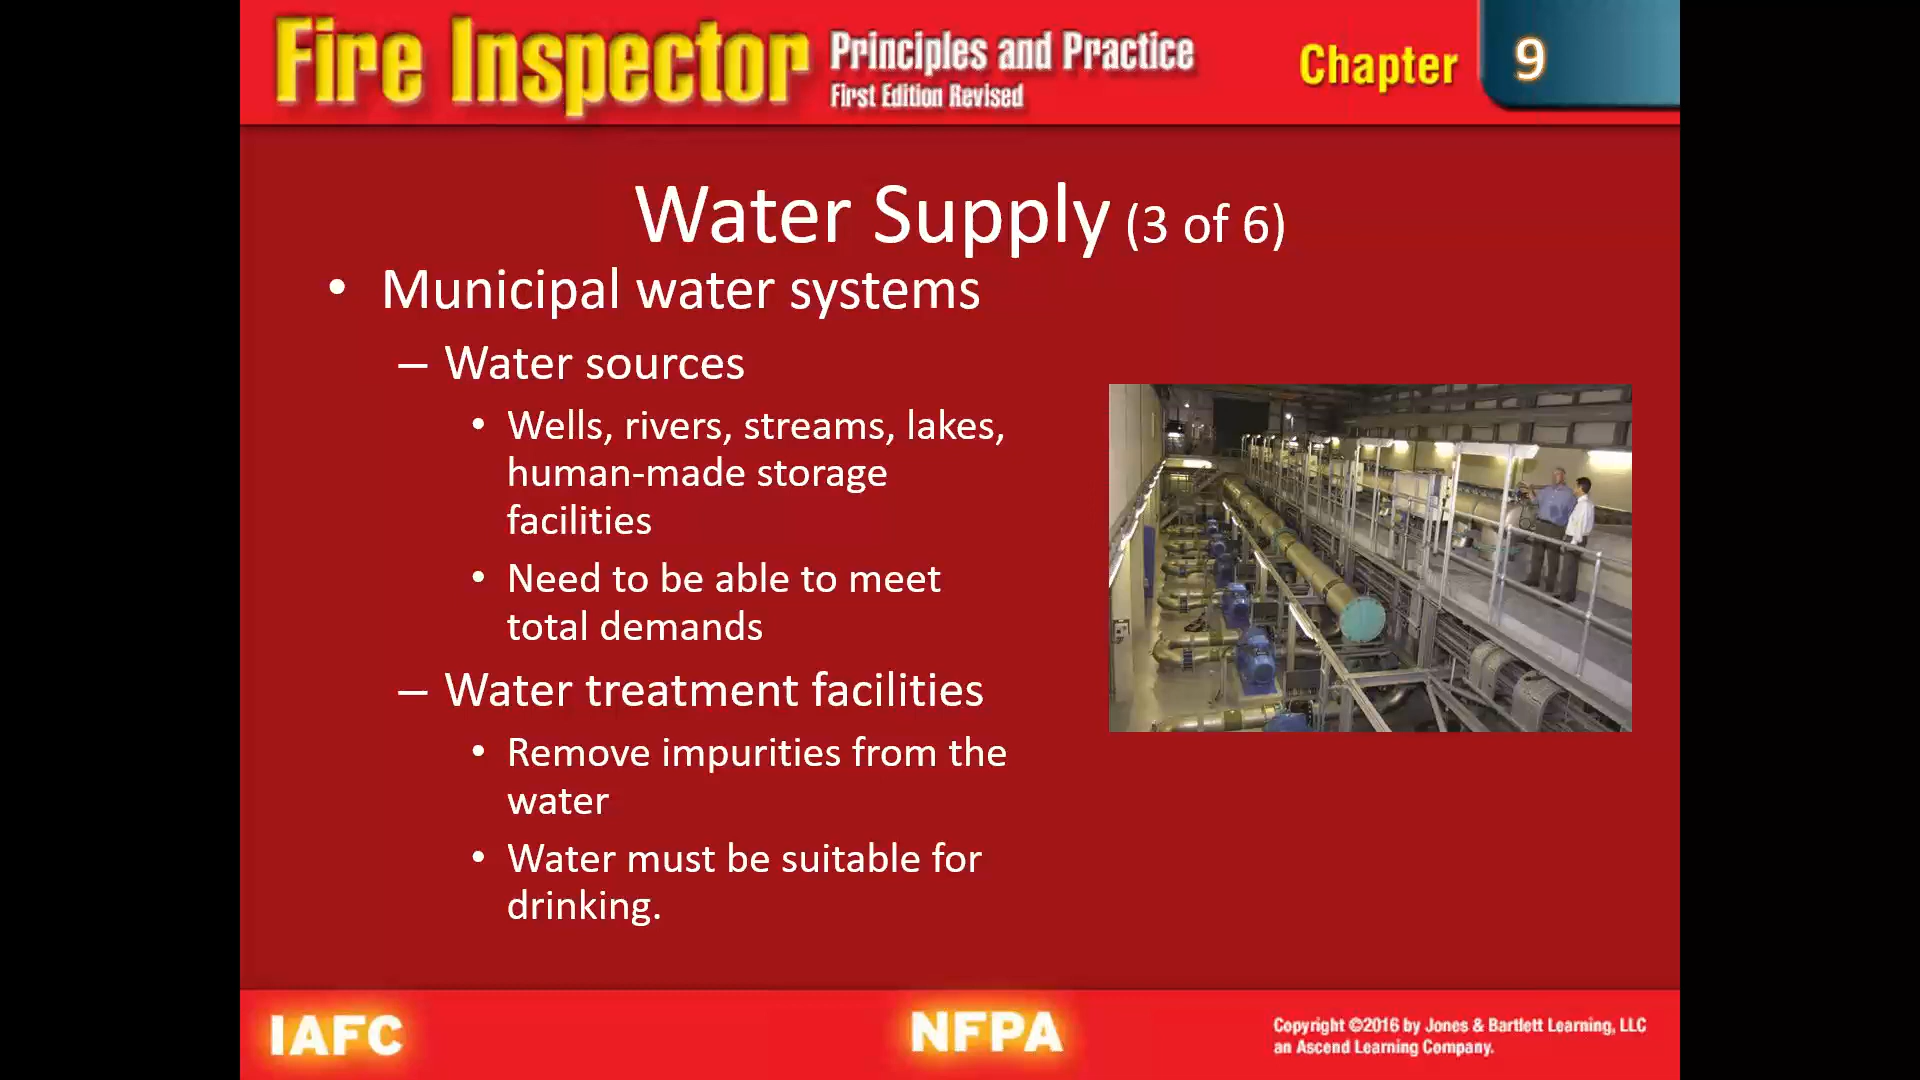 Fire Inspector Principles and Practice
First Edition Revised
Chapter 9
Water Supply (3 of 6)
• Municipal water systems
– Water sources
• Wells, rivers, streams, lakes,
human-made storage
facilities
• Need to be able to meet
total demands
– Water treatment facilities
• Remove impurities from the
water
• Water must be suitable for
drinking.
IAFC
NFPA
Copyright ©2016 by Jones & Bartlett Learning, LLC
an Ascend Learning Company.